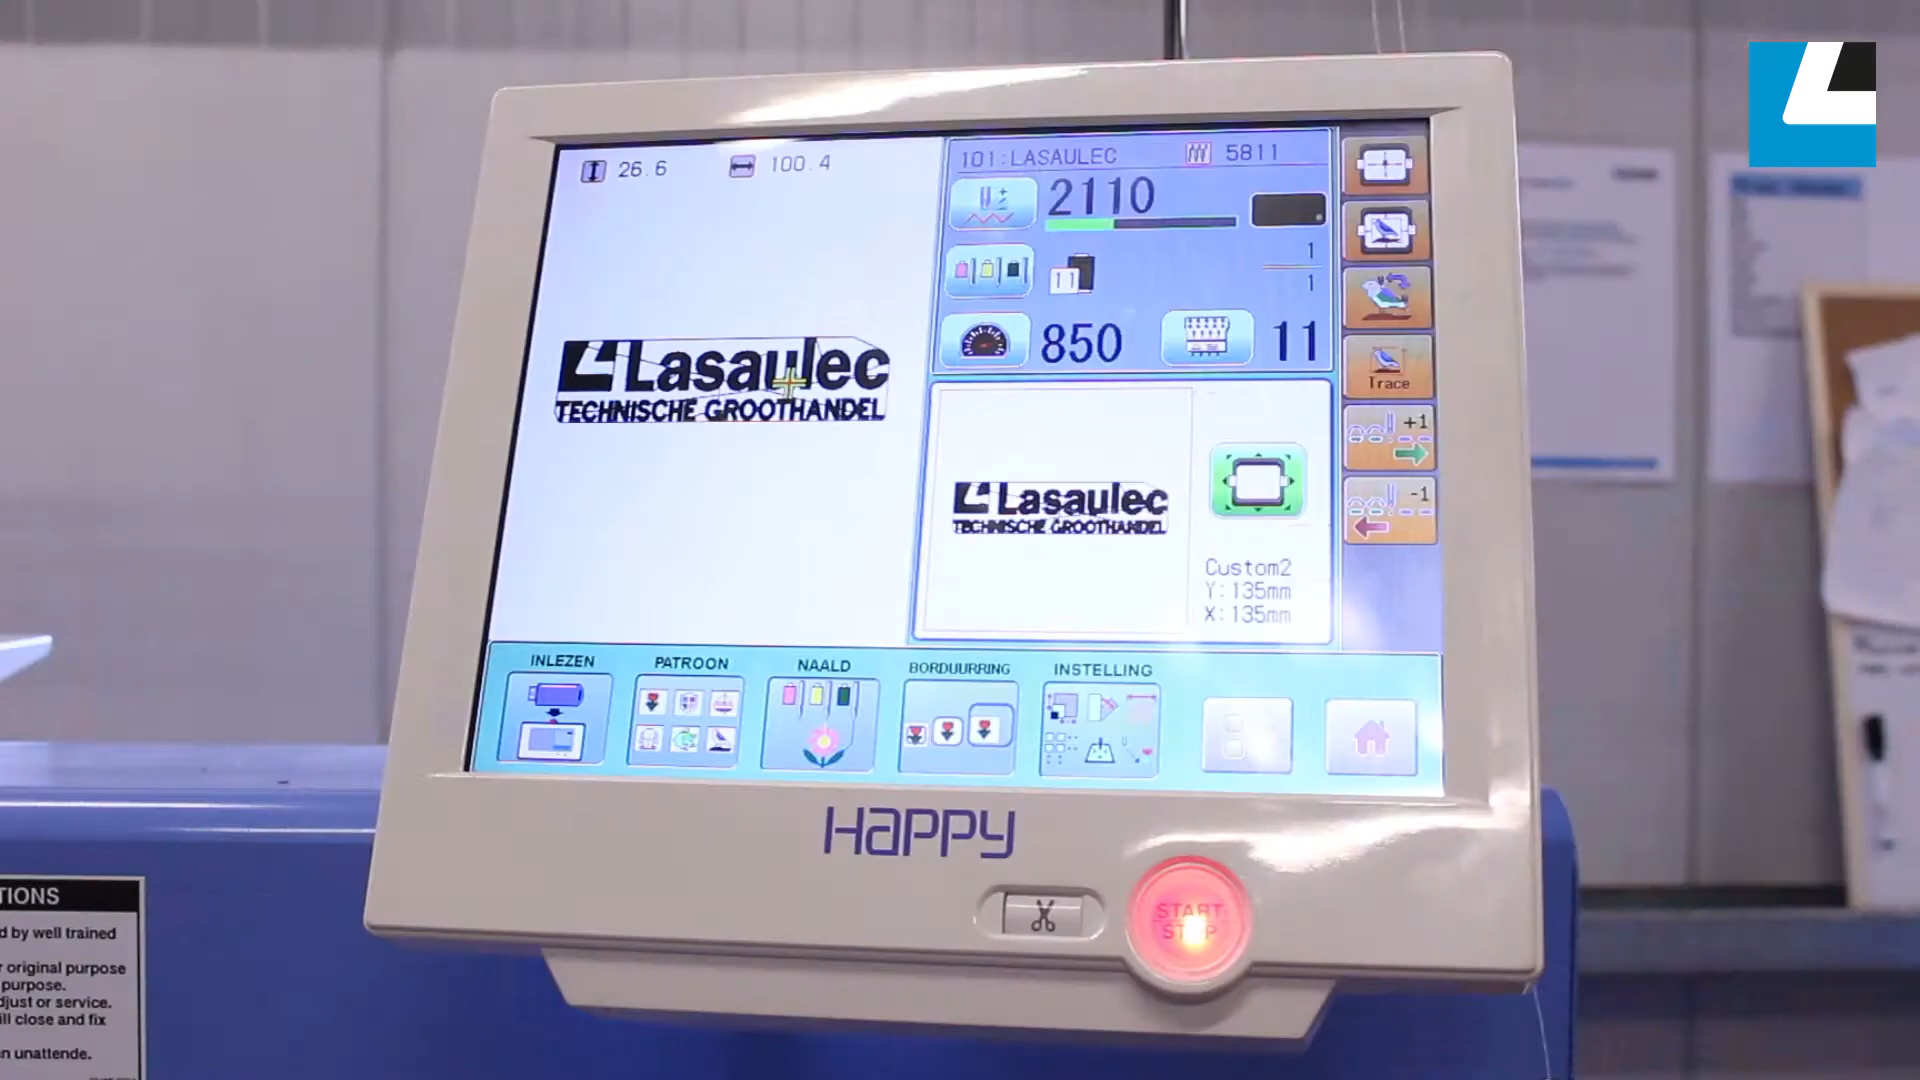 26.6
100.4
101:LASAULEC
5811
2110
11
1
1
850
11
Lasaulec
TECHNISCHE GROOTHANDEL
Lasaulec
TECHNISCHE GROOTHANDEL
Custom2
Y:135mm
X:135mm
Trace
+1
-1
INLEZEN
PATROON
NAALD
BORDUURRING
INSTELLING
HAPPY
START
STOP
TIONS
d by well trained
original purpose
purpose.
djust or service.
ill close and fix
n unattende.